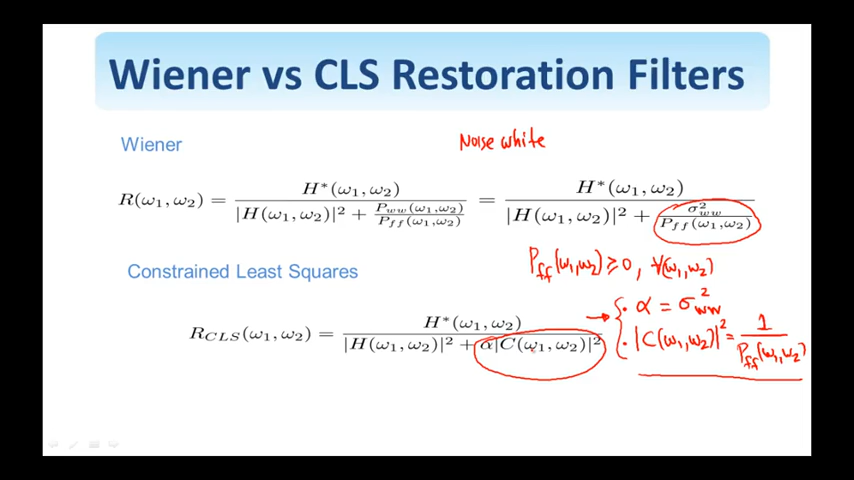 Wiener vs CLS Restoration Filters
Wiener
Noise white
R(ω₁, ω₂) = H*(ω₁, ω₂) / (|H(ω₁, ω₂)|² + P_ww(ω₁, ω₂) / P_ff(ω₁, ω₂)) = H*(ω₁, ω₂) / (|H(ω₁, ω₂)|² + σ²_ww / P_ff(ω₁, ω₂))
P_ff(ω₁, ω₂) ≥ 0, ∀(ω₁, ω₂)
Constrained Least Squares
R_CLS(ω₁, ω₂) = H*(ω₁, ω₂) / (|H(ω₁, ω₂)|² + α|C(ω₁, ω₂)|²)
→ { · α = σ²_ww
· |C(ω₁, ω₂)|² = 1 / P_ff(ω₁, ω₂)